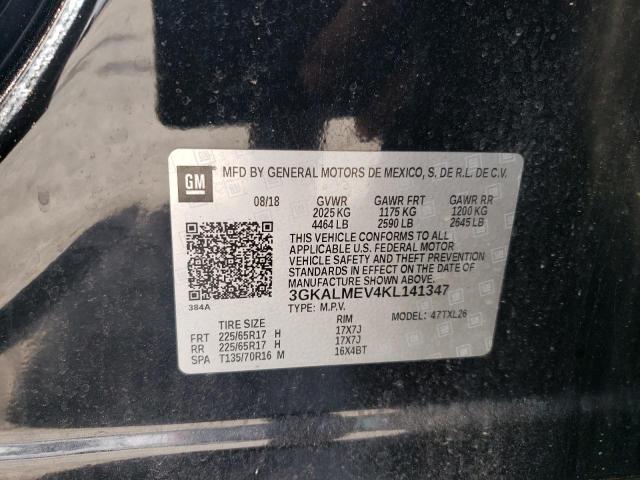 GM
MFD BY GENERAL MOTORS DE MEXICO, S. DE R.L. DE C.V.
08/18 GVWR GAWR FRT GAWR RR
2025 KG 1175 KG 1200 KG
4464 LB 2590 LB 2645 LB
THIS VEHICLE CONFORMS TO ALL
APPLICABLE U.S. FEDERAL MOTOR
VEHICLE SAFETY AND THEFT PREVENTION
STANDARDS IN EFFECT ON THE DATE OF
MANUFACTURE SHOWN ABOVE.
384A
3GKALMEV4KL141347
TYPE: M.P.V. MODEL: 47TXL26
TIRE SIZE RIM
FRT 225/65R17 H 17X7J
RR 225/65R17 H 17X7J
SPA T135/70R16 M 16X4BT